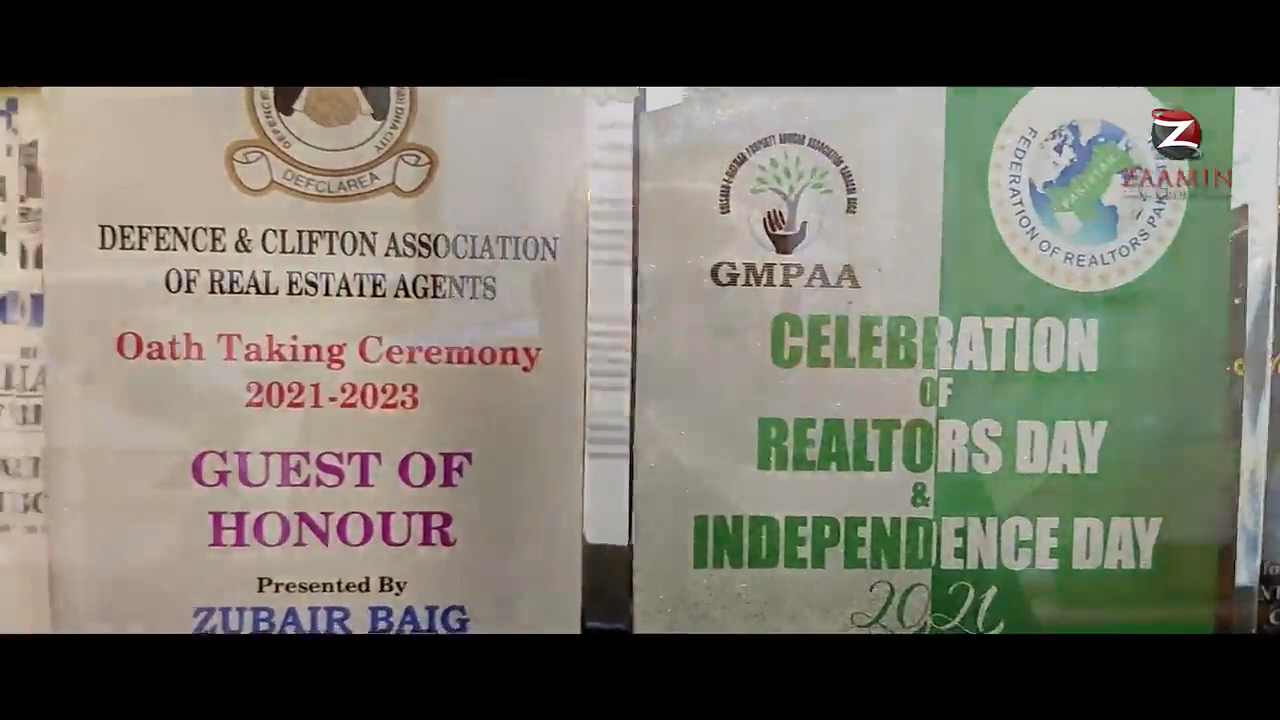 DEFCLAREA
DEFENCE & CLIFTON ASSOCIATION
OF REAL ESTATE AGENTS
Oath Taking Ceremony
2021-2023
GUEST OF
HONOUR
Presented By
ZUBAIR BAIG
GMPAA
FEDERATION OF REALTORS PAKISTAN
CELEBRATION
OF
REALTORS DAY
&
INDEPENDENCE DAY
2021
Z
ZAAMIN